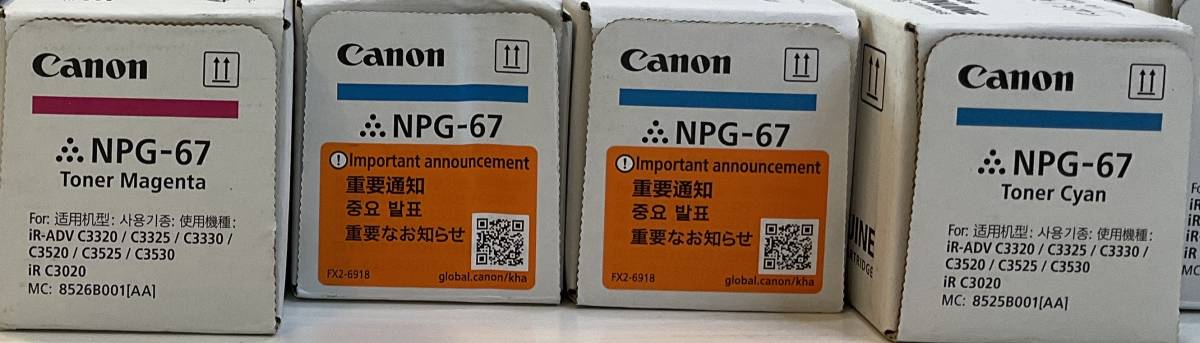 Canon
NPG-67
Toner Magenta
For: 适用机型: 사용기종: 使用機種:
iR-ADV C3320 / C3325 / C3330 /
C3520 / C3525 / C3530
iR C3020
MC: 8526B001[AA]
Canon
NPG-67
Important announcement
重要通知
중요 발표
重要なお知らせ
FX2-6918
global.canon/kha
Canon
NPG-67
Important announcement
重要通知
중요 발표
重要なお知らせ
FX2-6918
global.canon/kha
Canon
NPG-67
Toner Cyan
For: 适用机型: 사용기종: 使用機種:
iR-ADV C3320 / C3325 / C3330 /
C3520 / C3525 / C3530
iR C3020
MC: 8525B001[AA]